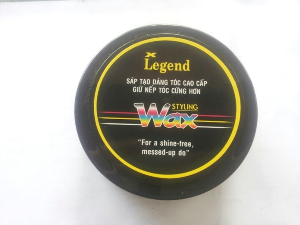 X
Legend
SÁP TẠO DÁNG TÓC CAO CẤP
GIỮ NẾP TÓC CỨNG HƠN
STYLING
Wax
"For a shine-free,
messed-up do"